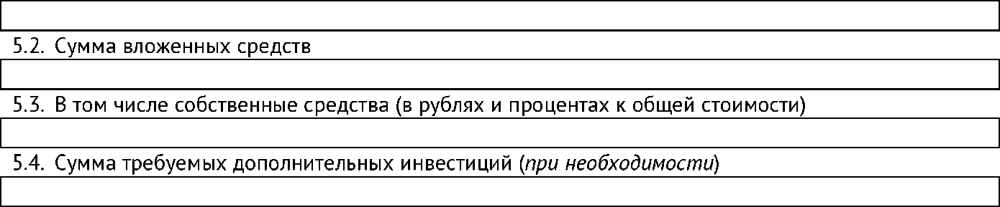 5.2. Сумма вложенных средств
5.3. В том числе собственные средства (в рублях и процентах к общей стоимости)
5.4. Сумма требуемых дополнительных инвестиций (при необходимости)